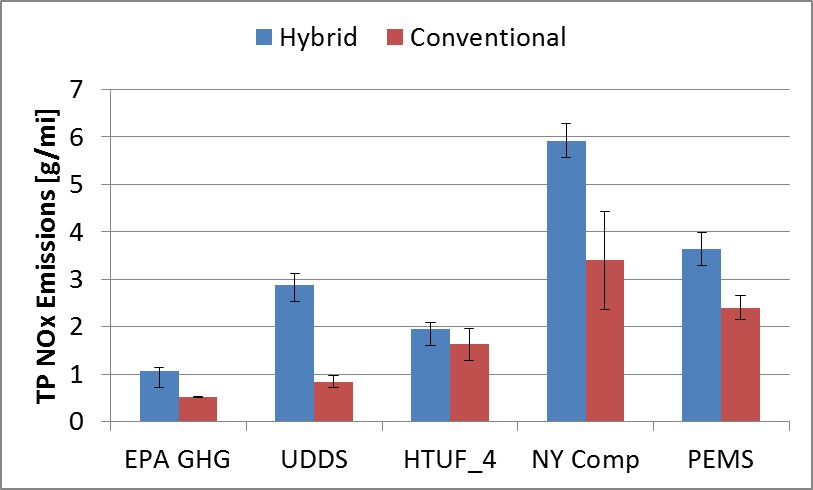 Hybrid Conventional
TP NOx Emissions [g/mi]
7
6
5
4
3
2
1
0
EPA GHG UDDS HTUF_4 NY Comp PEMS